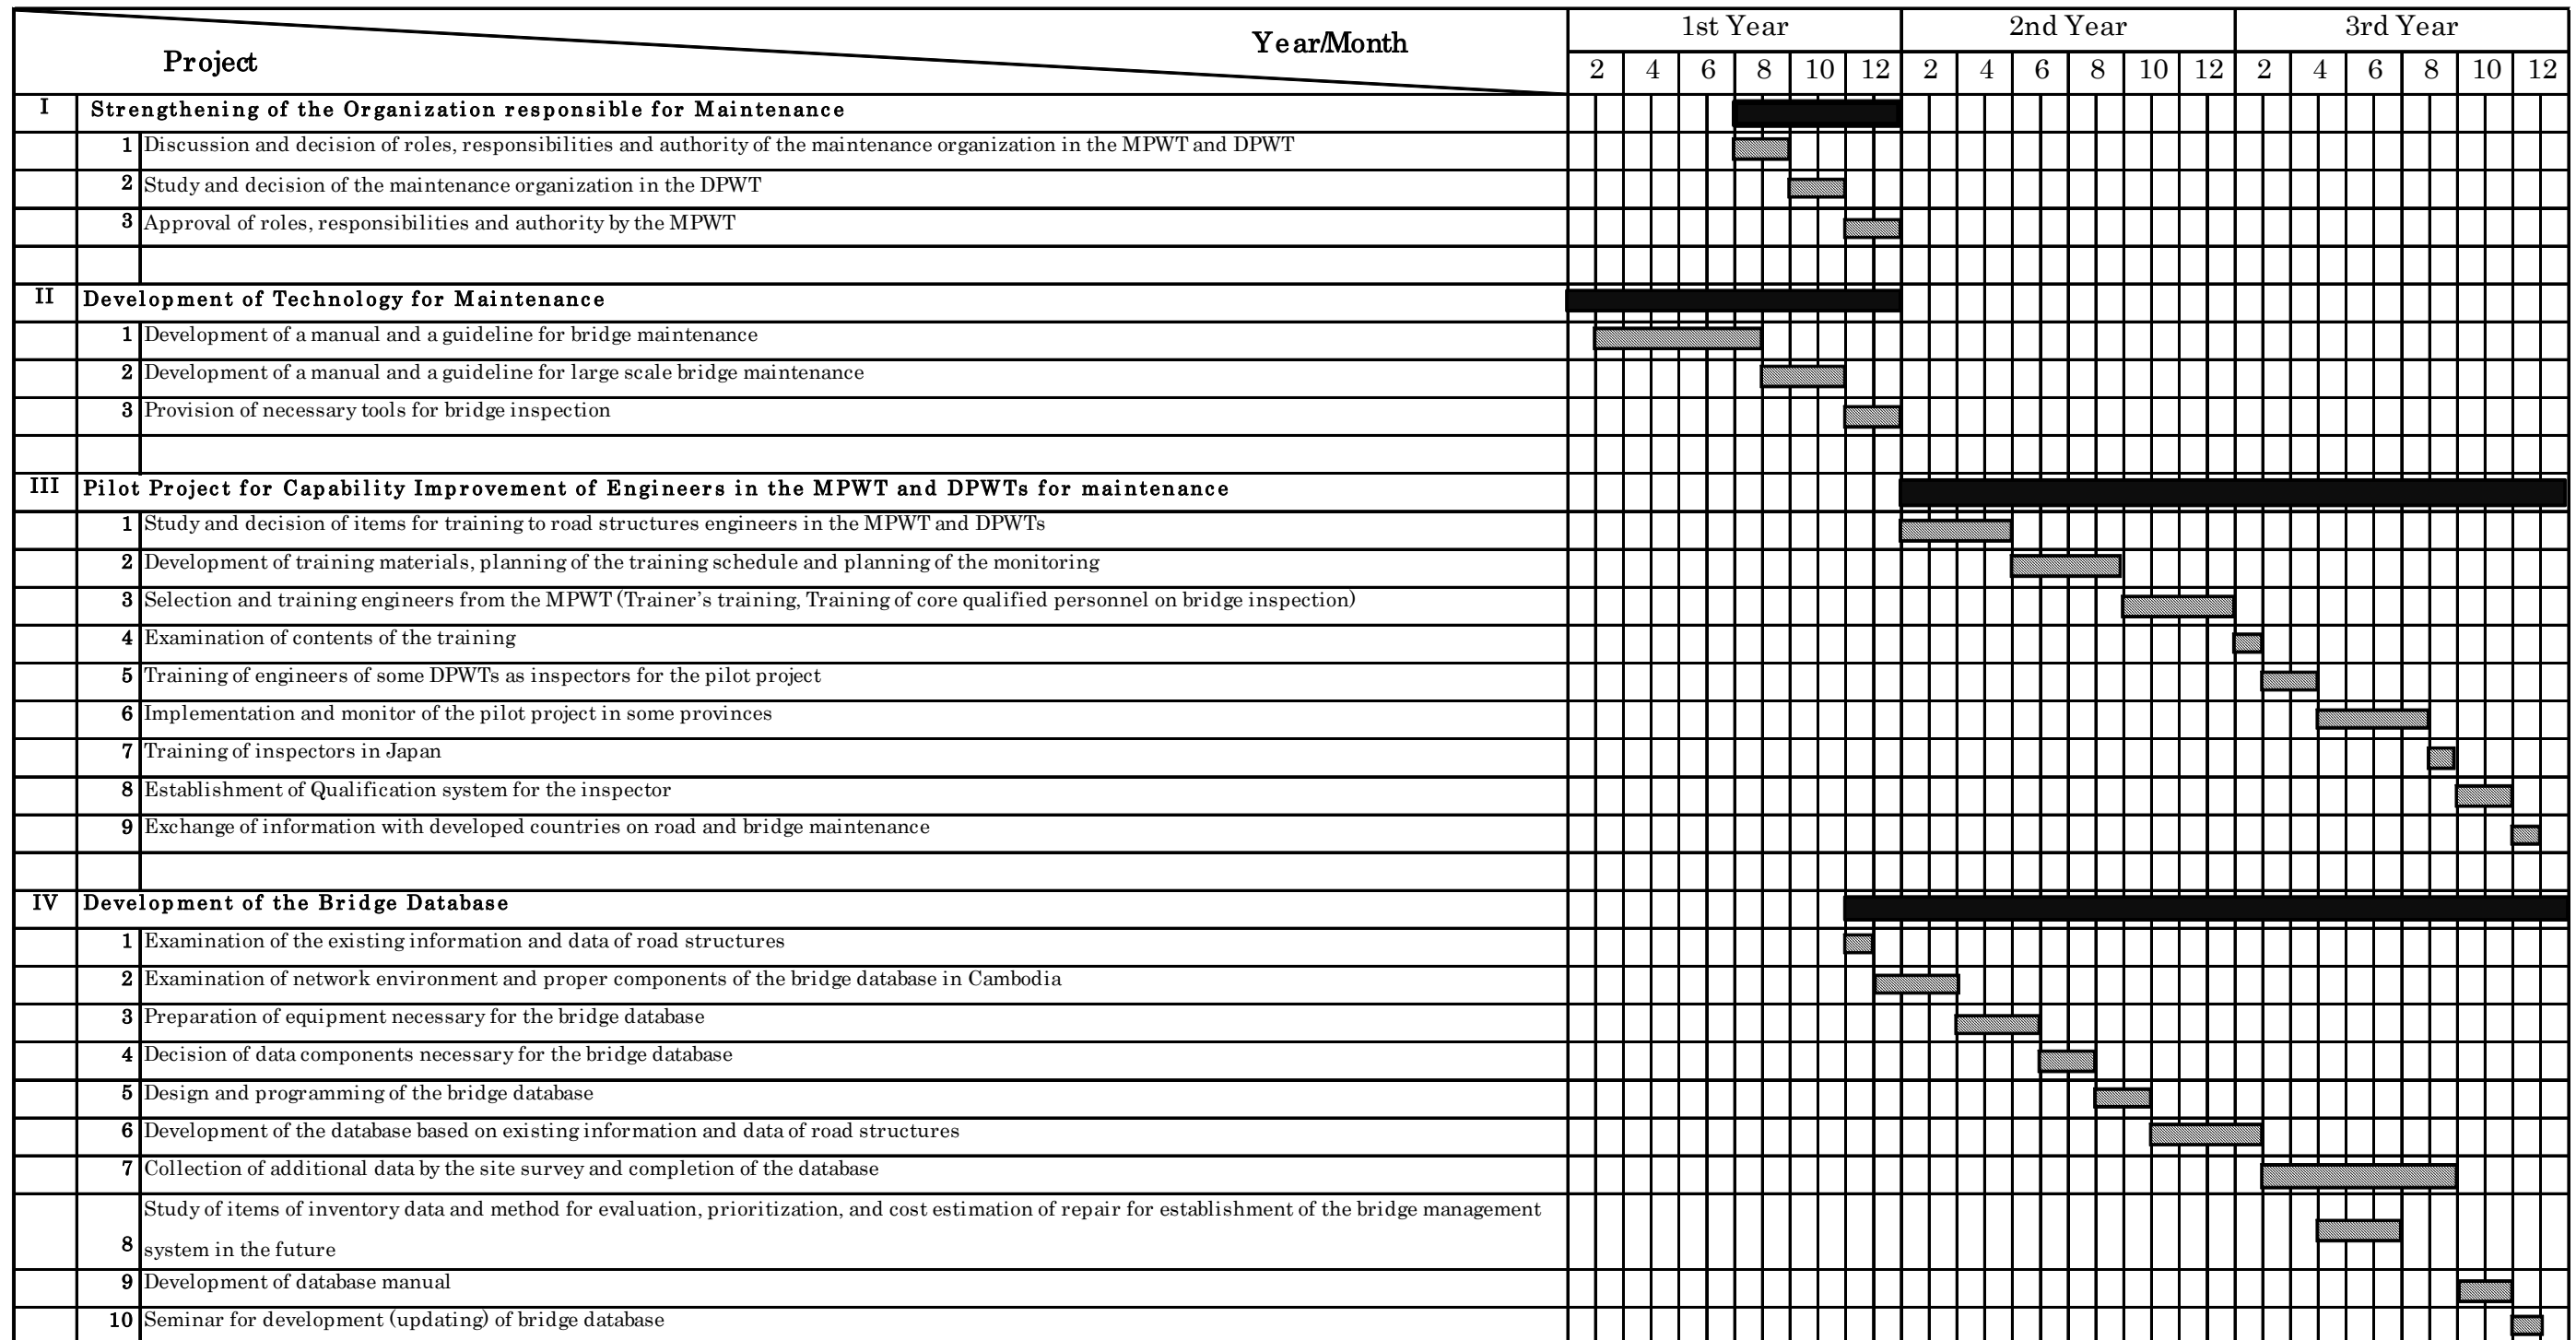 Year/Month
Project
1st Year 2nd Year 3rd Year
2 4 6 8 10 12 2 4 6 8 10 12 2 4 6 8 10 12
I Strengthening of the Organization responsible for Maintenance
1 Discussion and decision of roles, responsibilities and authority of the maintenance organization in the MPWT and DPWT
2 Study and decision of the maintenance organization in the DPWT
3 Approval of roles, responsibilities and authority by the MPWT
II Development of Technology for Maintenance
1 Development of a manual and a guideline for bridge maintenance
2 Development of a manual and a guideline for large scale bridge maintenance
3 Provision of necessary tools for bridge inspection
III Pilot Project for Capability Improvement of Engineers in the MPWT and DPWTs for maintenance
1 Study and decision of items for training to road structures engineers in the MPWT and DPWTs
2 Development of training materials, planning of the training schedule and planning of the monitoring
3 Selection and training engineers from the MPWT (Trainer's training, Training of core qualified personnel on bridge inspection)
4 Examination of contents of the training
5 Training of engineers of some DPWTs as inspectors for the pilot project
6 Implementation and monitor of the pilot project in some provinces
7 Training of inspectors in Japan
8 Establishment of Qualification system for the inspector
9 Exchange of information with developed countries on road and bridge maintenance
IV Development of the Bridge Database
1 Examination of the existing information and data of road structures
2 Examination of network environment and proper components of the bridge database in Cambodia
3 Preparation of equipment necessary for the bridge database
4 Decision of data components necessary for the bridge database
5 Design and programming of the bridge database
6 Development of the database based on existing information and data of road structures
7 Collection of additional data by the site survey and completion of the database
Study of items of inventory data and method for evaluation, prioritization, and cost estimation of repair for establishment of the bridge management
8 system in the future
9 Development of database manual
10 Seminar for development (updating) of bridge database